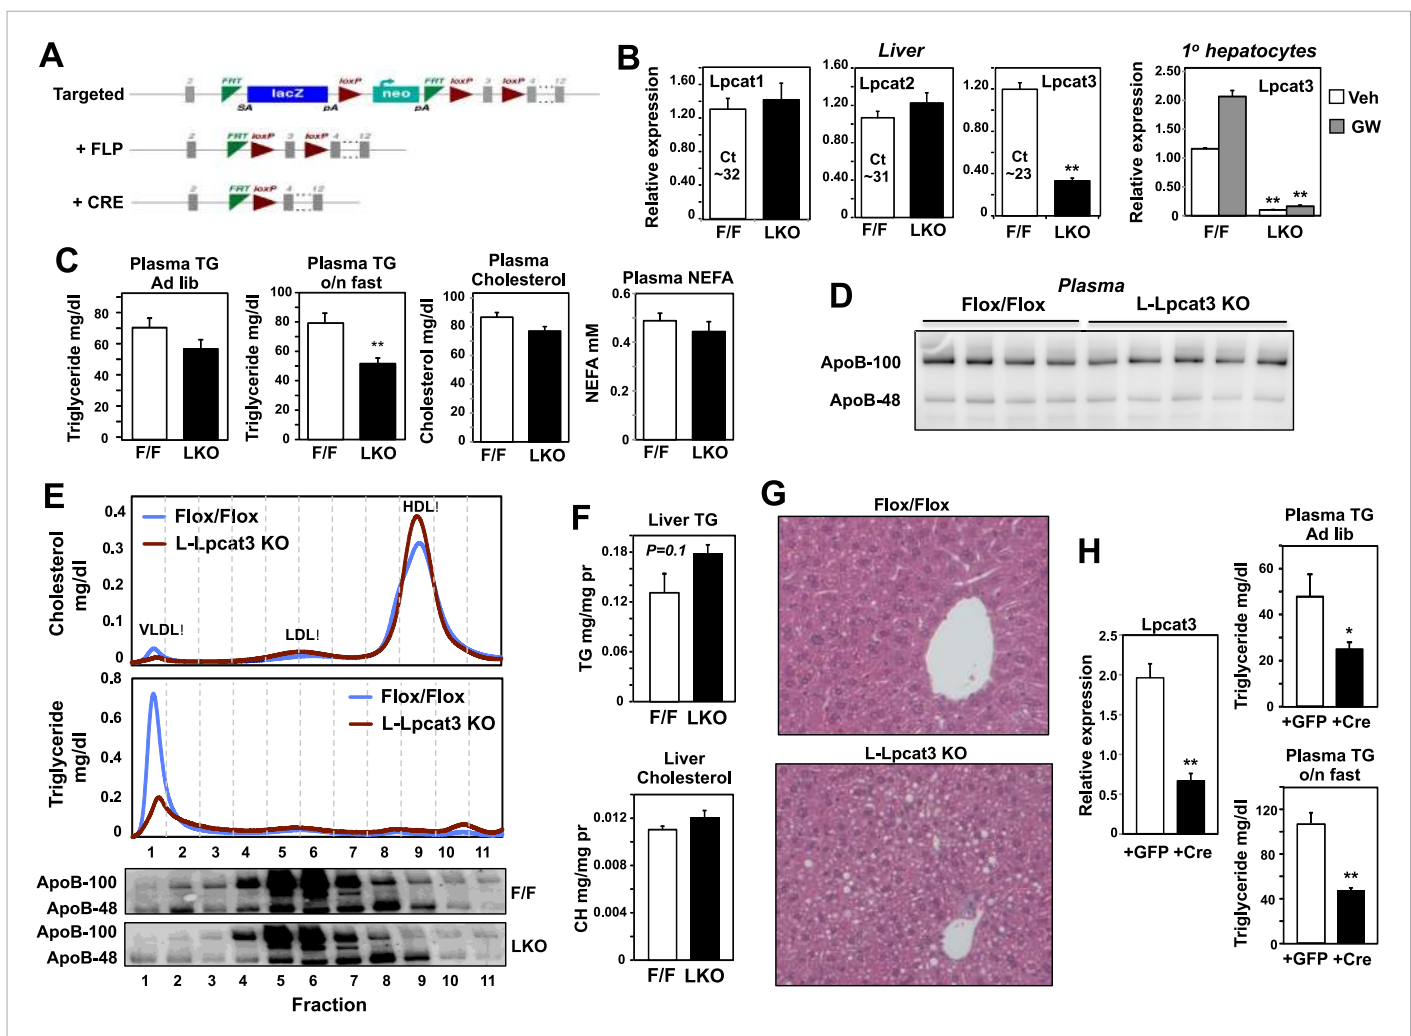 A
Targeted
2
FRT
loxP
FRT
loxP
3
loxP
4
12
lacZ
neo
SA
pA
pA
+ FLP
2
FRT
loxP
3
loxP
4
12
+ CRE
2
FRT
loxP
4
12
B
Liver
1º hepatocytes
Relative expression
1.60
1.20
.80
.40
0
Lpcat1
Ct
~32
F/F LKO
1.60
1.20
.80
.40
0
Lpcat2
Ct
~31
F/F LKO
1.20
.80
.40
0
Lpcat3
Ct
~23
**
F/F LKO
Relative expression
2.00
1.50
1.00
.50
0
Lpcat3
** **
F/F LKO
Veh
GW
C
Plasma TG
Ad lib
Triglyceride mg/dl
80
60
40
20
0
F/F LKO
Plasma TG
o/n fast
Triglyceride mg/dl
100
80
60
40
20
0
**
F/F LKO
Plasma
Cholesterol
Cholesterol mg/dl
100
80
60
40
20
0
F/F LKO
Plasma NEFA
NEFA mM
0.6
0.4
0.2
0
F/F LKO
D
Plasma
Flox/Flox
L-Lpcat3 KO
ApoB-100
ApoB-48
E
Cholesterol
mg/dl
0.4
0.3
0.2
0.1
0
Flox/Flox
L-Lpcat3 KO
VLDL!
LDL!
HDL!
Triglyceride
mg/dl
0.8
0.6
0.4
0.2
0
Flox/Flox
L-Lpcat3 KO
1 2 3 4 5 6 7 8 9 10 11
ApoB-100
ApoB-48
F/F
ApoB-100
ApoB-48
LKO
1 2 3 4 5 6 7 8 9 10 11
Fraction
F
Liver TG
TG mg/mg pr
0.18
0.12
0.06
0
P=0.1
F/F LKO
Liver
Cholesterol
CH mg/mg pr
0.012
0.008
0.004
0
F/F LKO
G
Flox/Flox
L-Lpcat3 KO
H
Lpcat3
Relative expression
2.5
2.0
1.5
1.0
0.5
0
**
+GFP +Cre
Plasma TG
Ad lib
Triglyceride mg/dl
60
40
20
0
*
+GFP +Cre
Plasma TG
o/n fast
Triglyceride mg/dl
120
80
40
0
**
+GFP +Cre